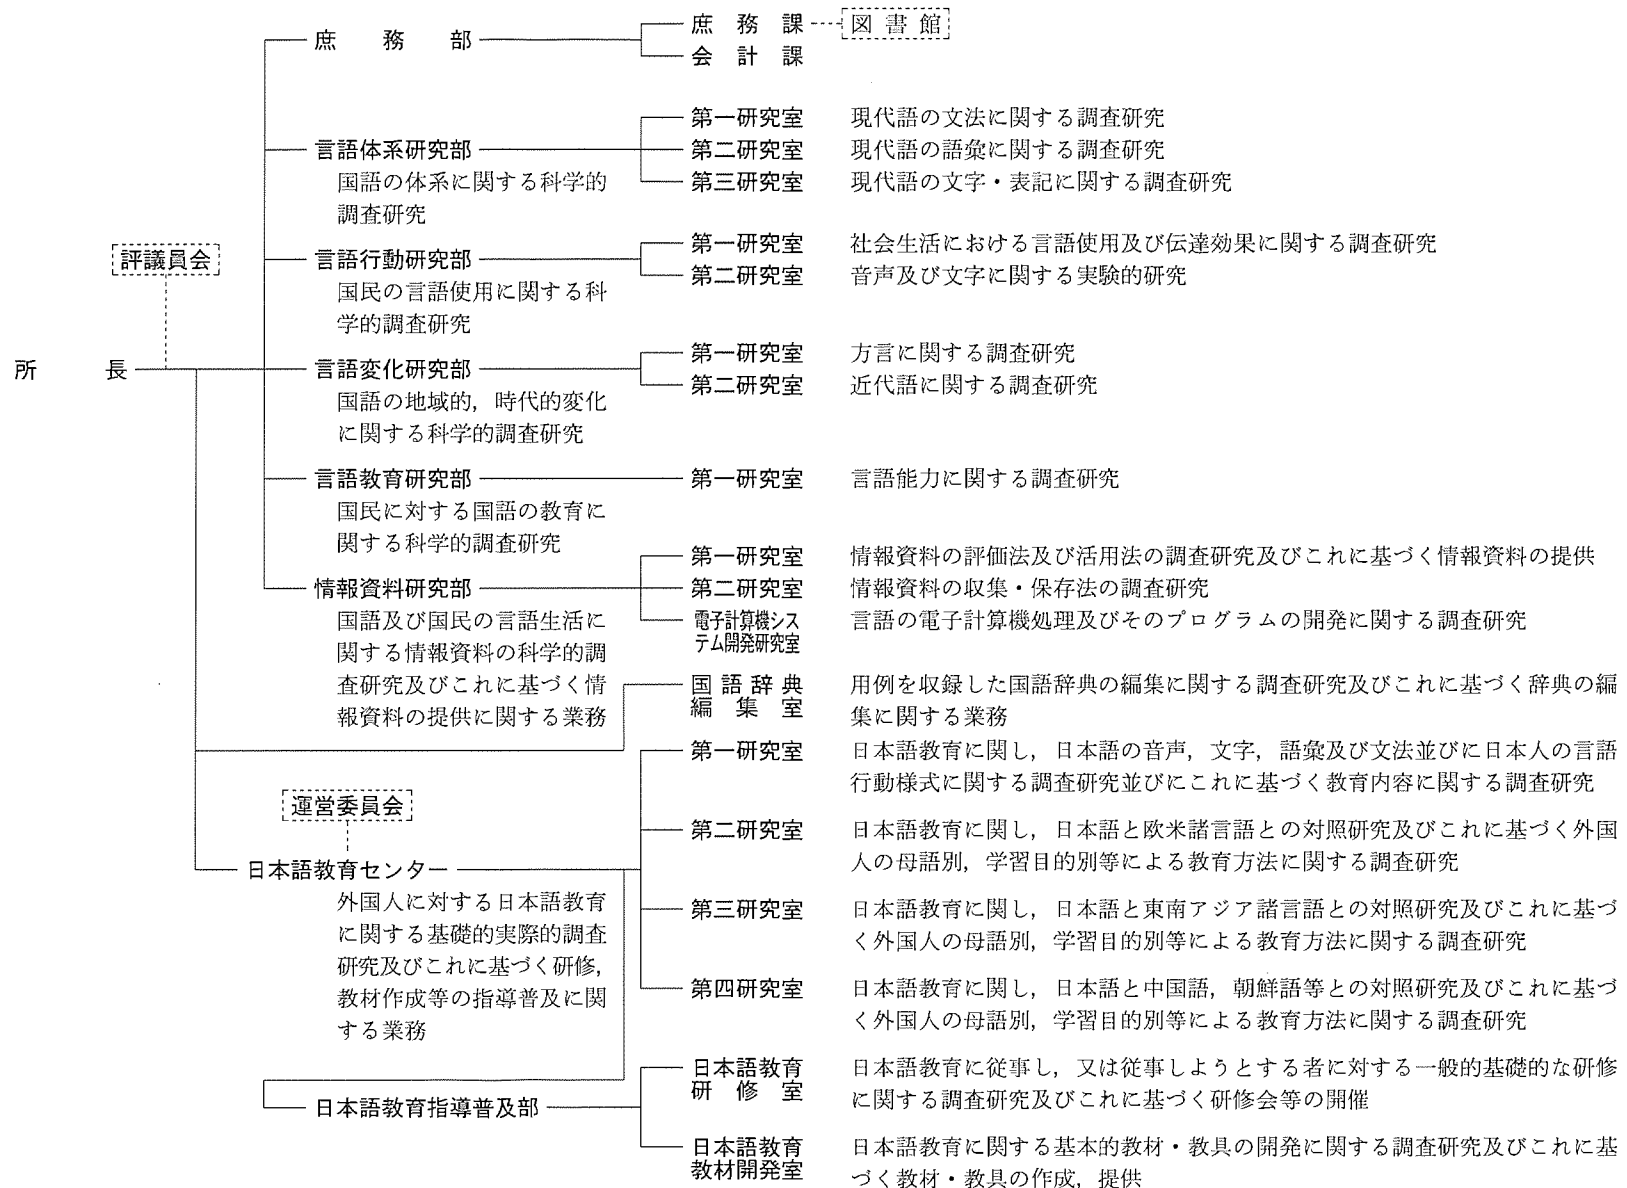 庶務課 図書館
庶務部
会計課
第一研究室 現代語の文法に関する調査研究
言語体系研究部 第二研究室 現代語の語彙に関する調査研究
国語の体系に関する科学的 第三研究室 現代語の文字・表記に関する調査研究
調査研究
第一研究室 社会生活における言語使用及び伝達効果に関する調査研究
評議員会 言語行動研究部
第二研究室 音声及び文字に関する実験的研究
国民の言語使用に関する科
学的調査研究
第一研究室 方言に関する調査研究
所長 言語変化研究部
第二研究室 近代語に関する調査研究
国語の地域的,時代的変化
に関する科学的調査研究
言語教育研究部 第一研究室 言語能力に関する調査研究
国民に対する国語の教育に
関する科学的調査研究
第一研究室 情報資料の評価法及び活用法の調査研究及びこれに基づく情報資料の提供
情報資料研究部 第二研究室 情報資料の収集・保存法の調査研究
国語及び国民の言語生活に 電子計算機シス 言語の電子計算機処理及びそのプログラムの開発に関する調査研究
テム開発研究室
関する情報資料の科学的調
査研究及びこれに基づく情 国語辞典 用例を収録した国語辞典の編集に関する調査研究及びこれに基づく辞典の編
報資料の提供に関する業務 編集室 集に関する業務
第一研究室 日本語教育に関し,日本語の音声,文字,語彙及び文法並びに日本人の言語
行動様式に関する調査研究並びにこれに基づく教育内容に関する調査研究
運営委員会
第二研究室 日本語教育に関し,日本語と欧米諸言語との対照研究及びこれに基づく外国
人の母語別,学習目的別等による教育方法に関する調査研究
日本語教育センター
外国人に対する日本語教育 第三研究室 日本語教育に関し,日本語と東南アジア諸言語との対照研究及びこれに基づ
に関する基礎的実際的調査 く外国人の母語別,学習目的別等による教育方法に関する調査研究
研究及びこれに基づく研修,
教材作成等の指導普及に関 第四研究室 日本語教育に関し,日本語と中国語,朝鮮語等との対照研究及びこれに基づ
する業務 く外国人の母語別,学習目的別等による教育方法に関する調査研究
日本語教育 日本語教育に従事し,又は従事しようとする者に対する一般的基礎的な研修
研修室 に関する調査研究及びこれに基づく研修会等の開催
日本語教育指導普及部
日本語教育 日本語教育に関する基本的教材・教具の開発に関する調査研究及びこれに基
教材開発室 づく教材・教具の作成,提供